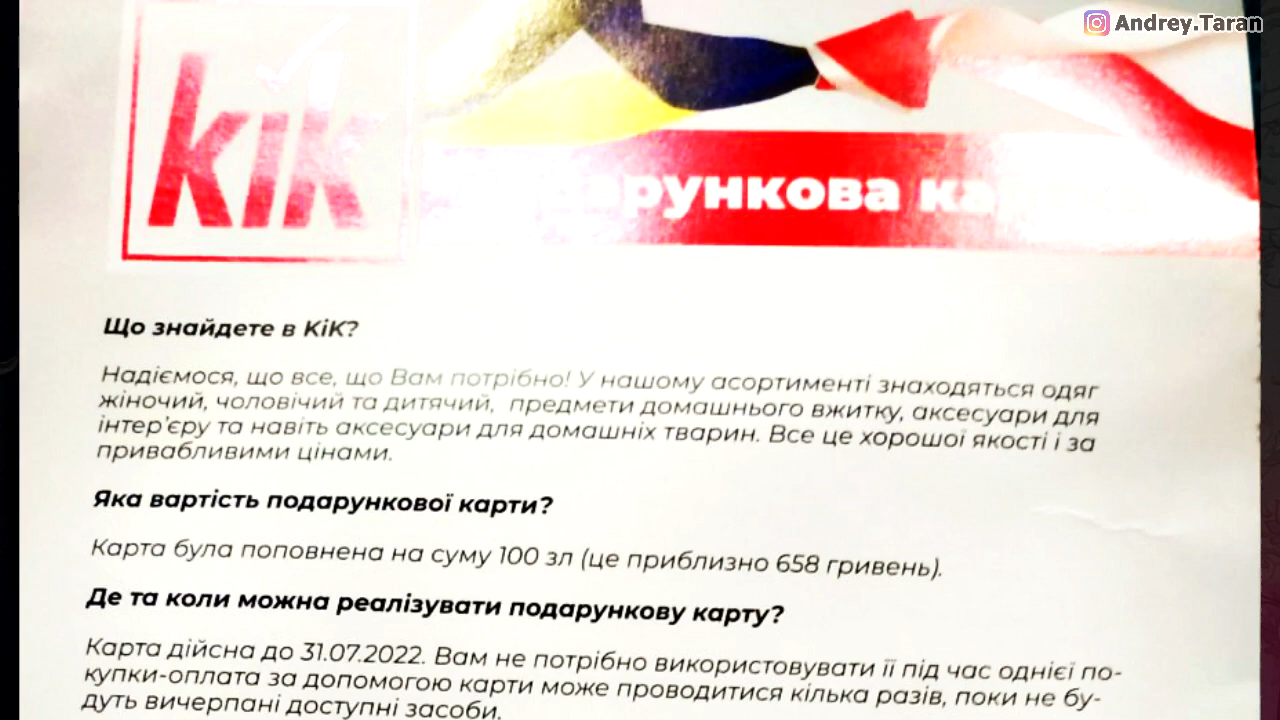 Andrey.Taran
kik
подарункова ка
Що знайдете в KiK?
Надіємося, що все, що Вам потрібно! У нашому асортименті знаходяться одяг
жіночий, чоловічий та дитячий, предмети домашнього вжитку, аксесуари для
інтер'єру та навіть аксесуари для домашніх тварин. Все це хорошої якості і за
привабливими цінами.
Яка вартість подарункової карти?
Карта була поповнена на суму 100 зл (це приблизно 658 гривень).
Де та коли можна реалізувати подарункову карту?
Карта дійсна до 31.07.2022. Вам не потрібно використовувати її під час однієї по-
купки-оплата за допомогою карти може проводитися кілька разів, поки не бу-
дуть вичерпані доступні засоби.